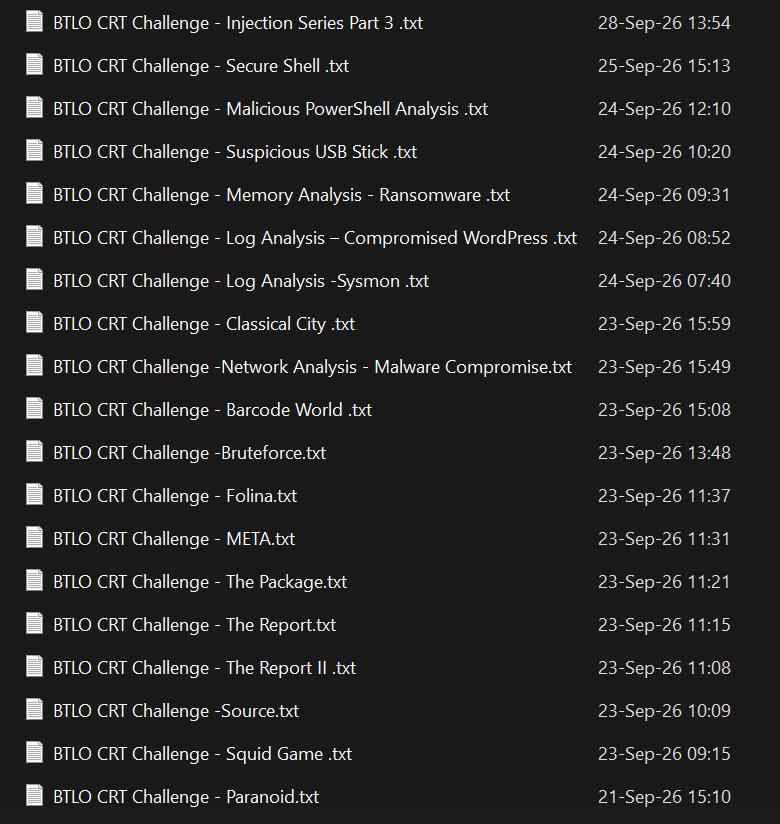 BTLO CRT Challenge - Injection Series Part 3 .txt 28-Sep-26 13:54
BTLO CRT Challenge - Secure Shell .txt 25-Sep-26 15:13
BTLO CRT Challenge - Malicious PowerShell Analysis .txt 24-Sep-26 12:10
BTLO CRT Challenge - Suspicious USB Stick .txt 24-Sep-26 10:20
BTLO CRT Challenge - Memory Analysis - Ransomware .txt 24-Sep-26 09:31
BTLO CRT Challenge - Log Analysis – Compromised WordPress .txt 24-Sep-26 08:52
BTLO CRT Challenge - Log Analysis -Sysmon .txt 24-Sep-26 07:40
BTLO CRT Challenge - Classical City .txt 23-Sep-26 15:59
BTLO CRT Challenge -Network Analysis - Malware Compromise.txt 23-Sep-26 15:49
BTLO CRT Challenge - Barcode World .txt 23-Sep-26 15:08
BTLO CRT Challenge -Bruteforce.txt 23-Sep-26 13:48
BTLO CRT Challenge - Folina.txt 23-Sep-26 11:37
BTLO CRT Challenge - META.txt 23-Sep-26 11:31
BTLO CRT Challenge - The Package.txt 23-Sep-26 11:21
BTLO CRT Challenge - The Report.txt 23-Sep-26 11:15
BTLO CRT Challenge - The Report II .txt 23-Sep-26 11:08
BTLO CRT Challenge -Source.txt 23-Sep-26 10:09
BTLO CRT Challenge - Squid Game .txt 23-Sep-26 09:15
BTLO CRT Challenge - Paranoid.txt 21-Sep-26 15:10